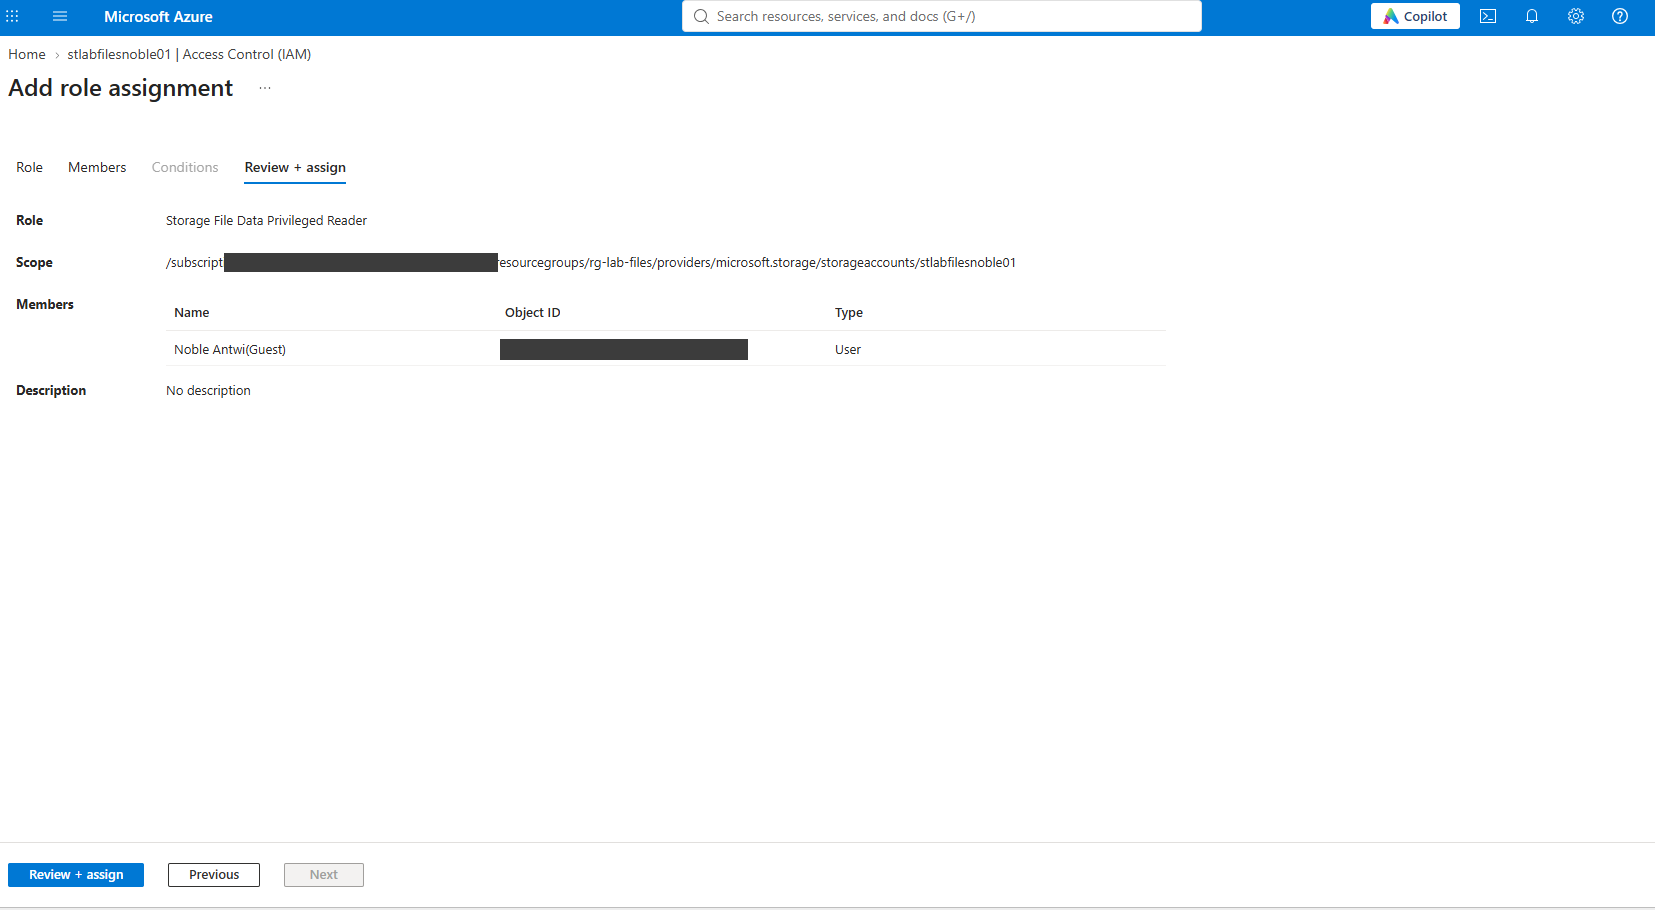 Microsoft Azure
Search resources, services, and docs (G+/)
Copilot
Home › stlabfilesnoble01 | Access Control (IAM)
Add role assignment ...
Role Members Conditions Review + assign
Role Storage File Data Privileged Reader
Scope /subscript esourcegroups/rg-lab-files/providers/microsoft.storage/storageaccounts/stlabfilesnoble01
Members
Name Object ID Type
Noble Antwi(Guest) User
Description No description
Review + assign Previous Next